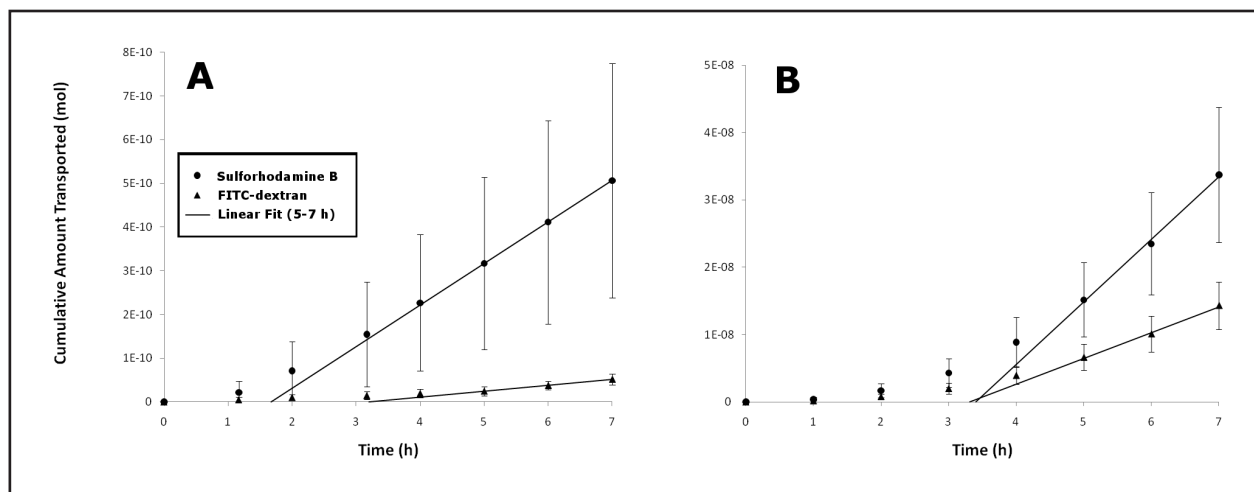 A
Cumulative Amount Transported (mol)
8E-10
7E-10
6E-10
5E-10
4E-10
3E-10
2E-10
1E-10
0
Sulforhodamine B
FITC-dextran
Linear Fit (5-7 h)
0 1 2 3 4 5 6 7
Time (h)
B
5E-08
4E-08
3E-08
2E-08
1E-08
0
0 1 2 3 4 5 6 7
Time (h)